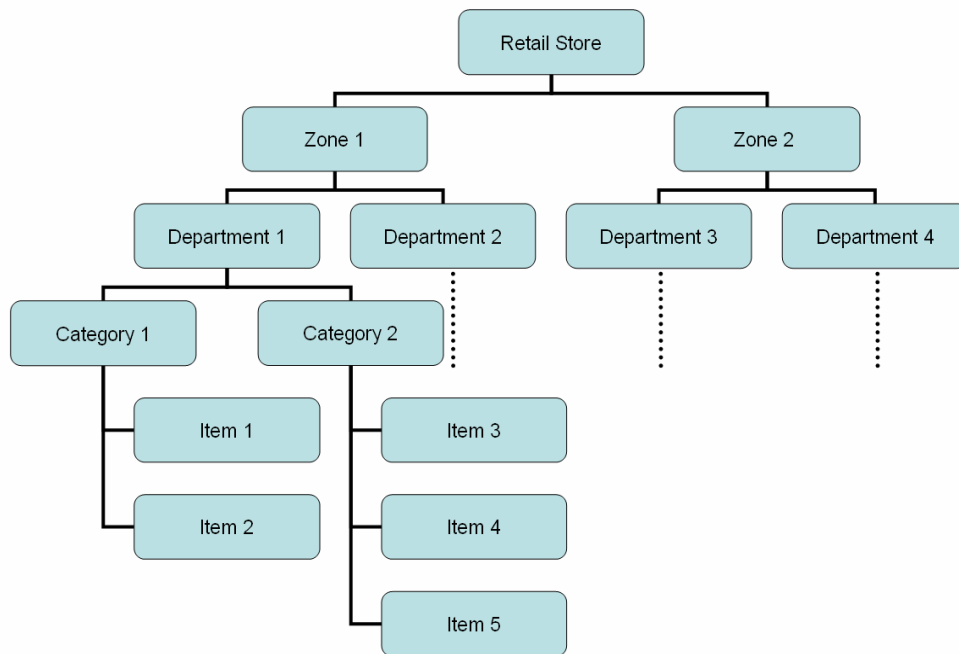 Retail Store
Zone 1
Zone 2
Department 1
Department 2
Department 3
Department 4
Category 1
Category 2
Item 1
Item 3
Item 2
Item 4
Item 5